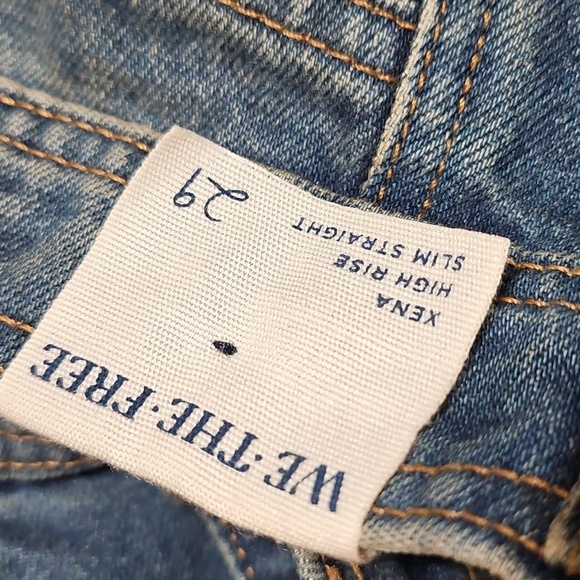 WE·THE·FREE
XENA
HIGH RISE
SLIM STRAIGHT
29